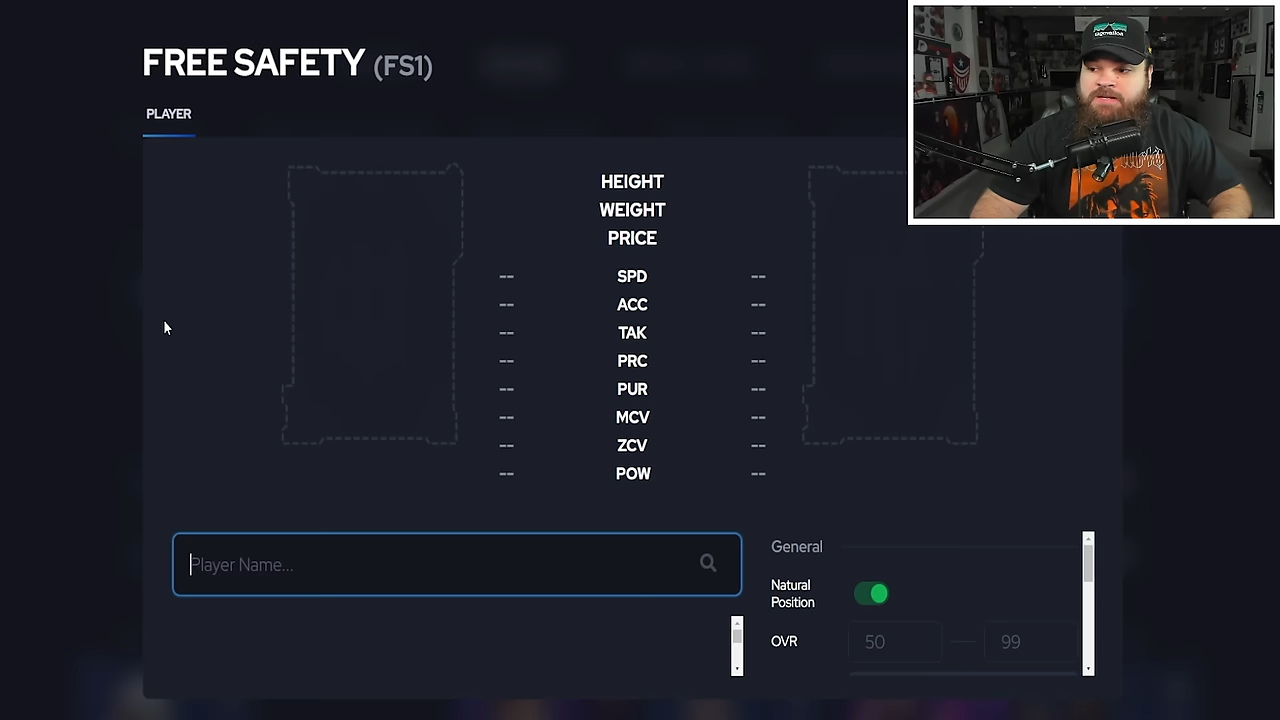 FREE SAFETY (FS1)
PLAYER
HEIGHT
WEIGHT
PRICE
-- SPD --
-- ACC --
-- TAK --
-- PRC --
-- PUR --
-- MCV --
-- ZCV --
-- POW --
Player Name...
General
Natural
Position
OVR 50 — 99